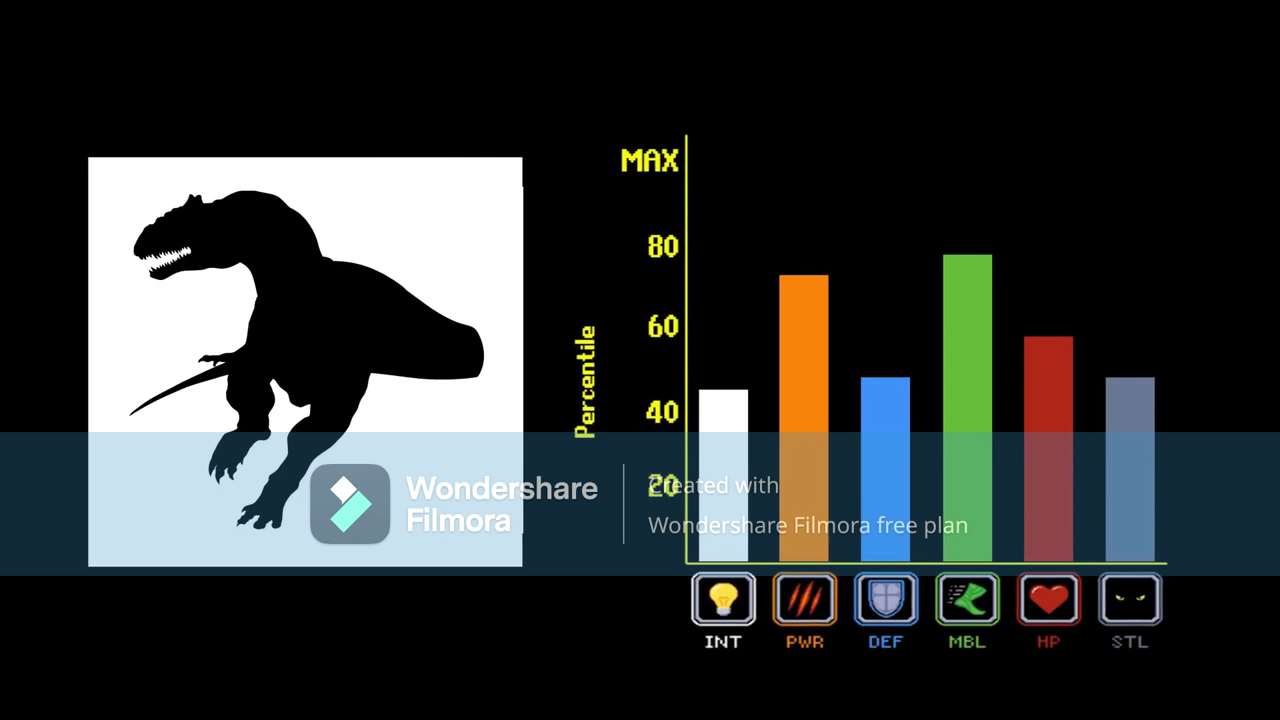 MAX
80
60
40
20
Percentile
Wondershare
Filmora
Created with
Wondershare Filmora free plan
INT PWR DEF MBL HP STL